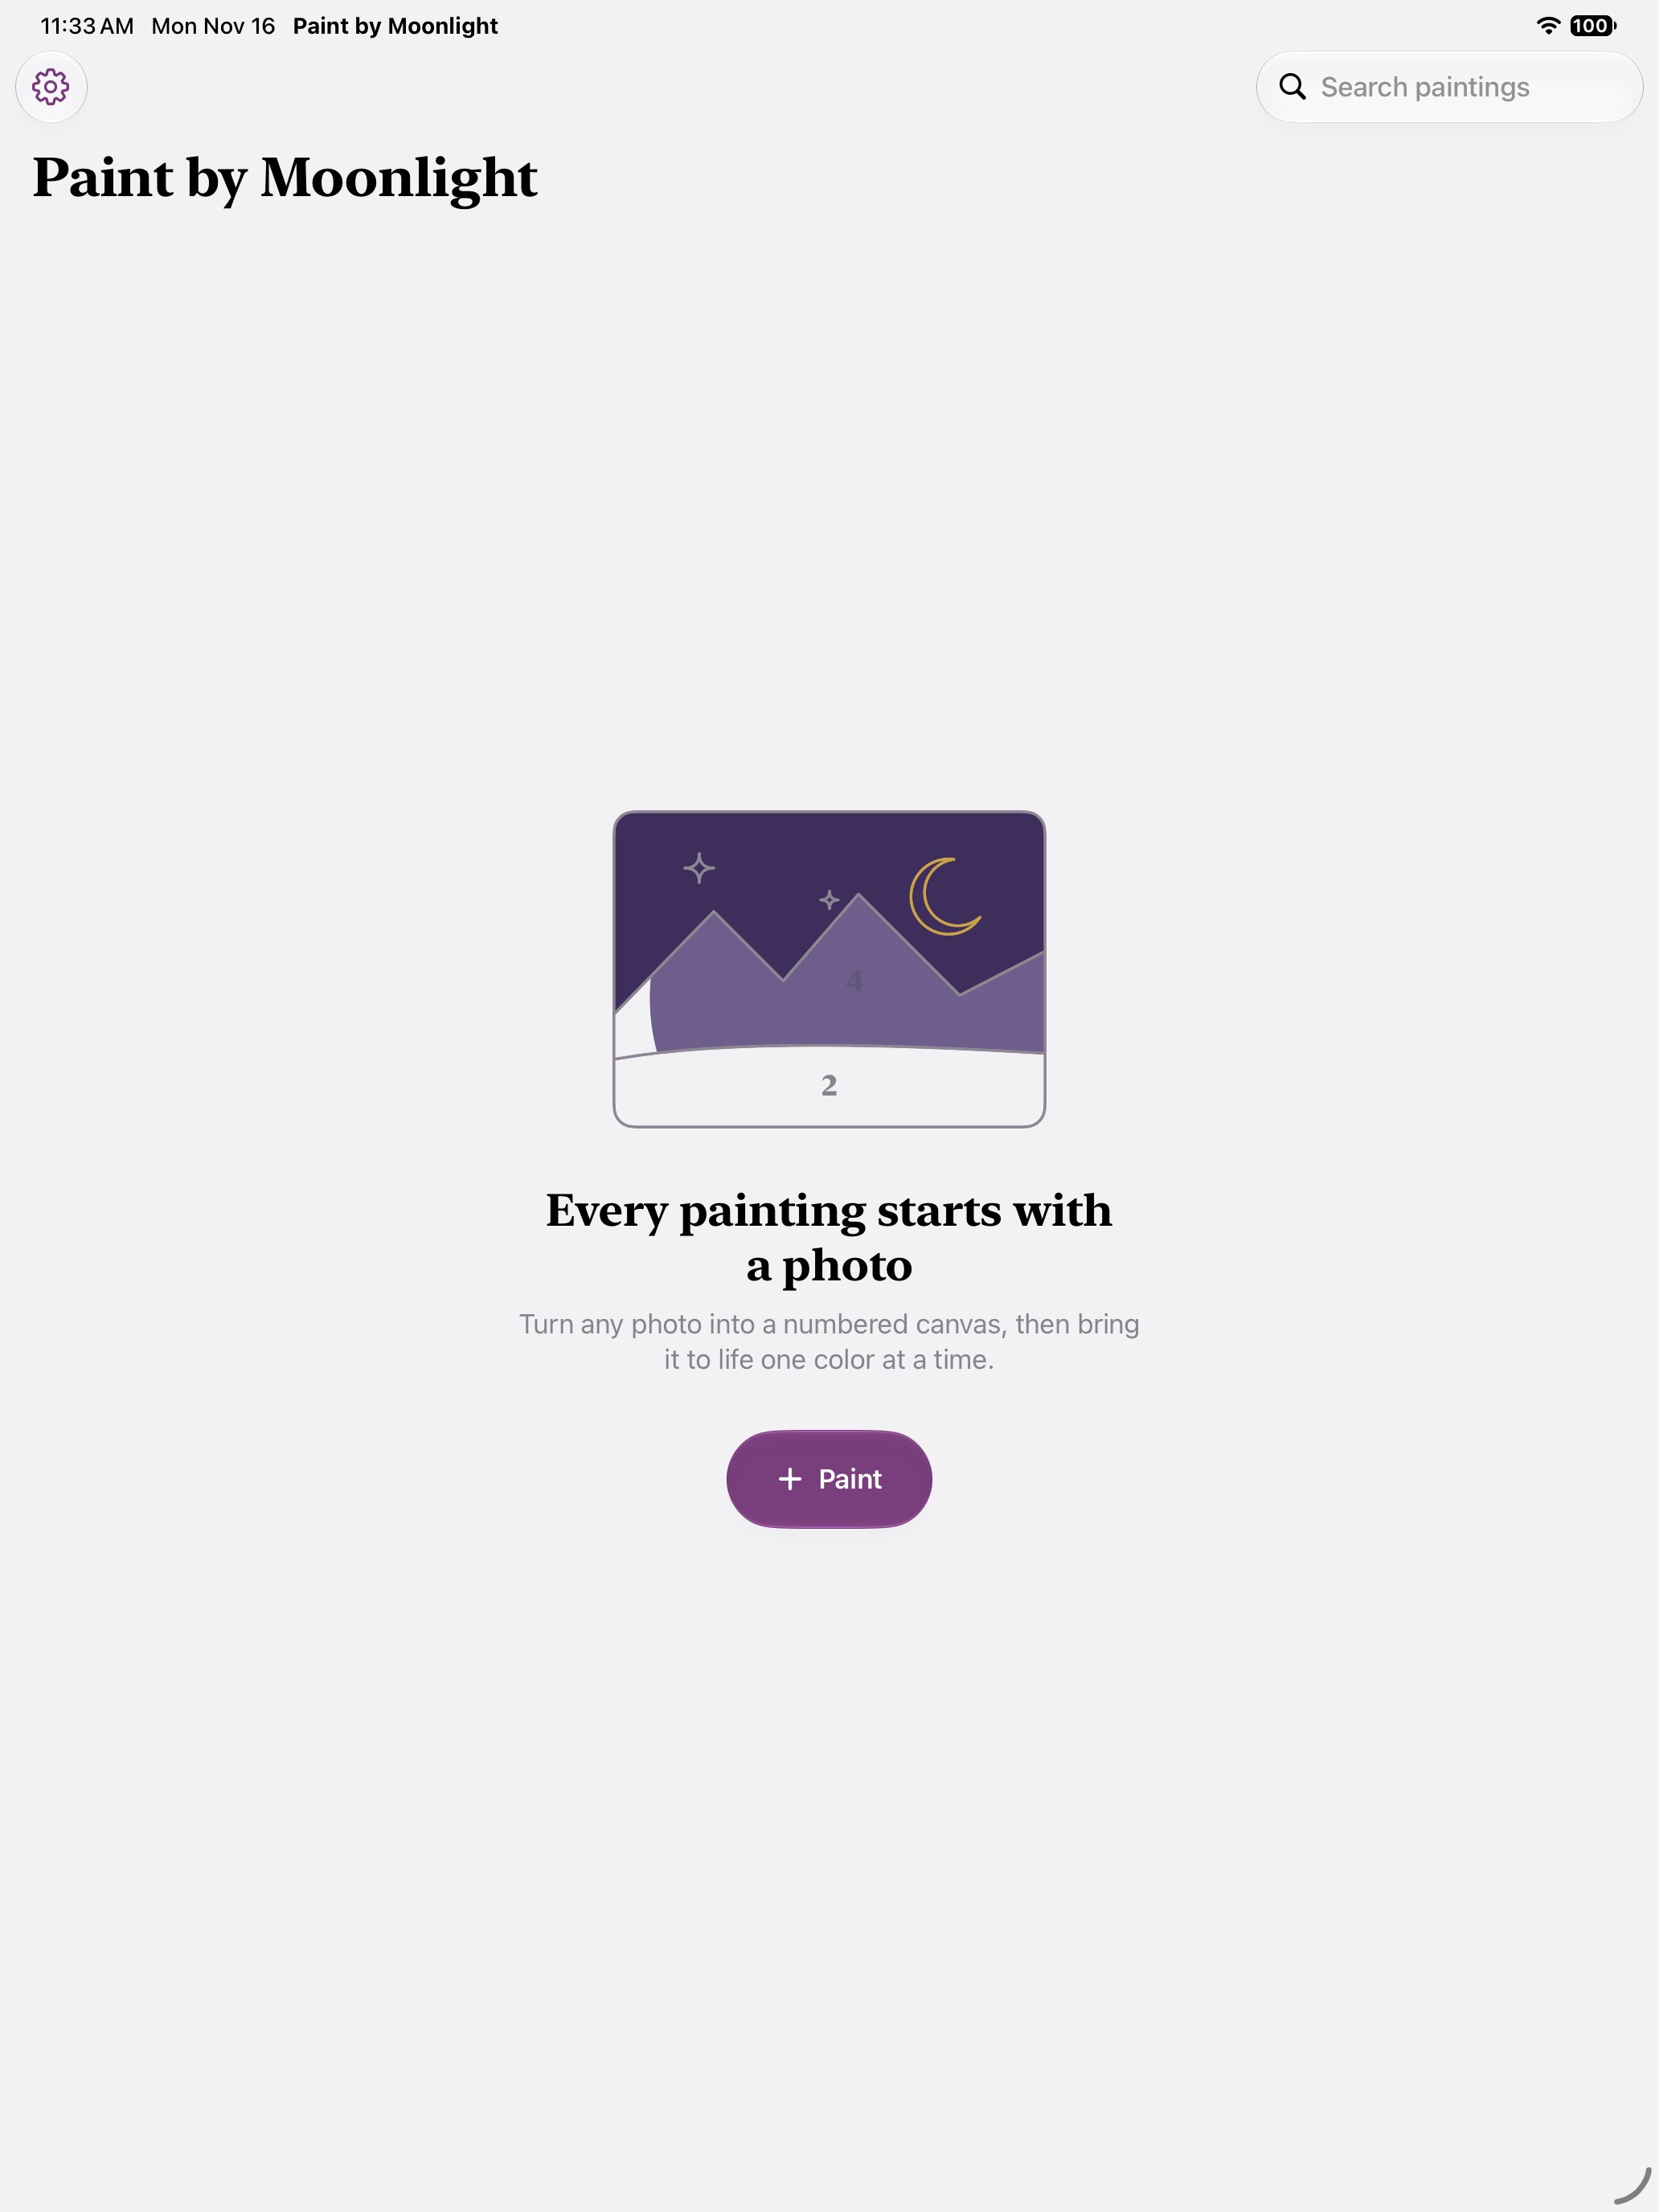 11:33 AM Mon Nov 16 Paint by Moonlight
100
Search paintings
Paint by Moonlight
4
2
Every painting starts with
a photo
Turn any photo into a numbered canvas, then bring
it to life one color at a time.
+ Paint